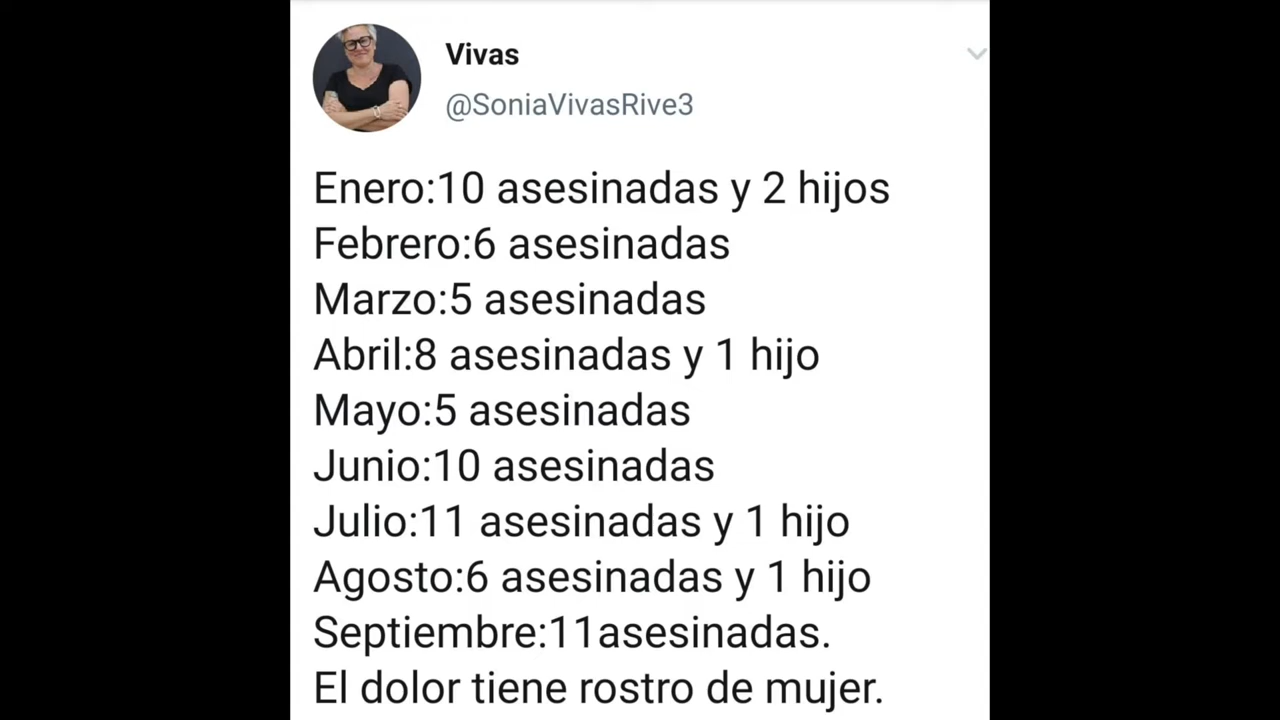 Vivas
@SoniaVivasRive3
Enero:10 asesinadas y 2 hijos
Febrero:6 asesinadas
Marzo:5 asesinadas
Abril:8 asesinadas y 1 hijo
Mayo:5 asesinadas
Junio:10 asesinadas
Julio:11 asesinadas y 1 hijo
Agosto:6 asesinadas y 1 hijo
Septiembre:11asesinadas.
El dolor tiene rostro de mujer.